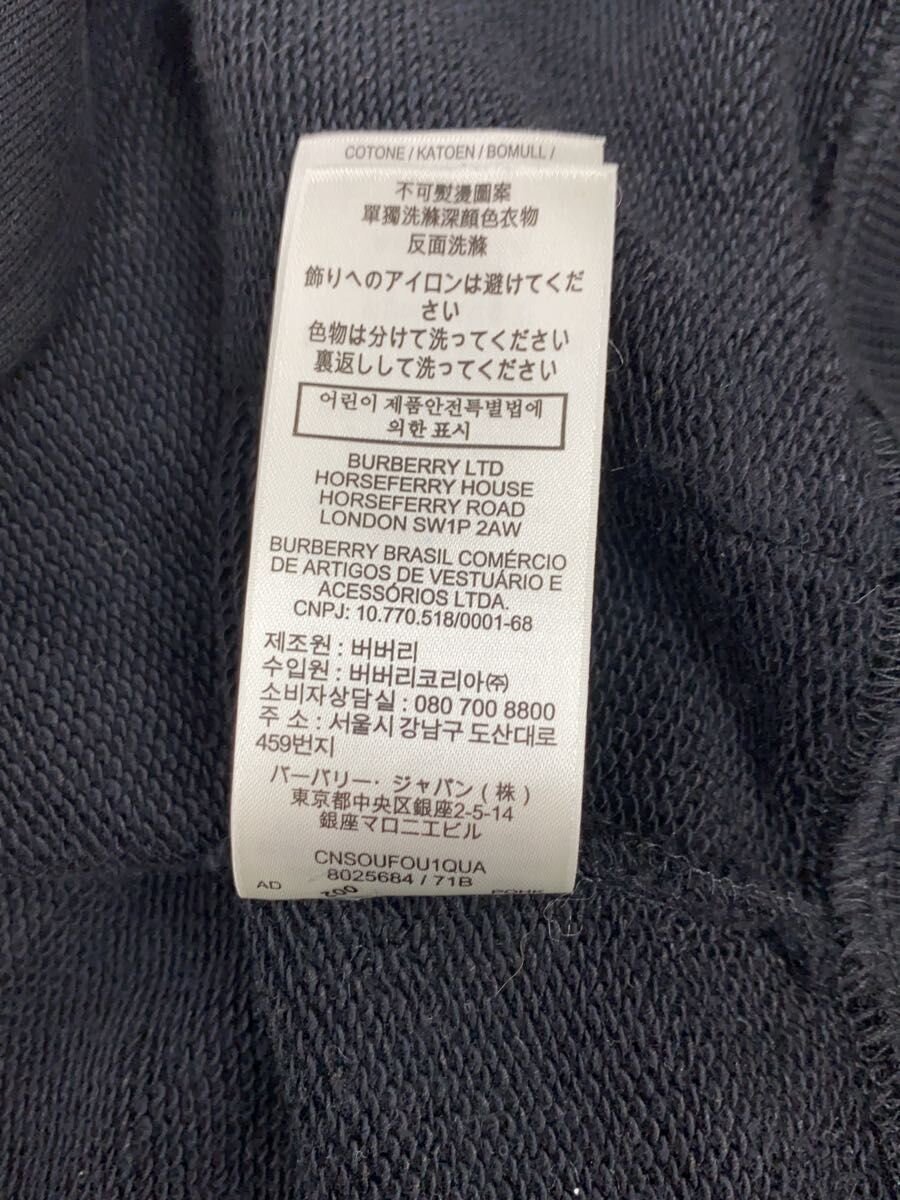 COTONE / KATOEN / BOMULL /
不可熨燙圖案
單獨洗滌深顏色衣物
反面洗滌
飾りへのアイロンは避けてくだ
さい
色物は分けて洗ってください
裏返しして洗ってください
어린이 제품안전특별법에
의한 표시
BURBERRY LTD
HORSEFERRY HOUSE
HORSEFERRY ROAD
LONDON SW1P 2AW
BURBERRY BRASIL COMÉRCIO
DE ARTIGOS DE VESTUÁRIO E
ACESSÓRIOS LTDA.
CNPJ: 10.770.518/0001-68
제조원 : 버버리
수입원 : 버버리코리아㈜
소비자상담실 : 080 700 8800
주 소 : 서울시 강남구 도산대로
459번지
バーバリー・ジャパン ( 株 )
東京都中央区銀座2-5-14
銀座マロニエビル
CNSOUFOU1QUA
8025684 / 71B
AD